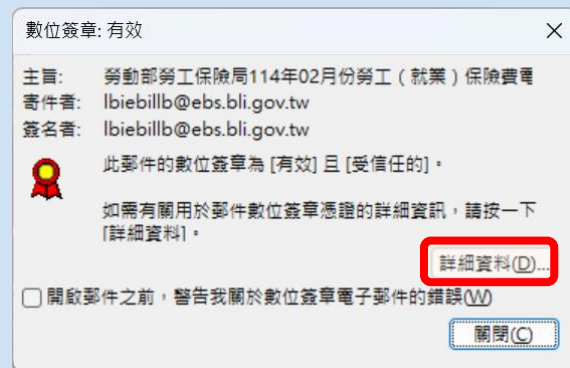 數位簽章: 有效
主旨: 勞動部勞工保險局114年02月份勞工（就業）保險費電
寄件者: lbiebillb@ebs.bli.gov.tw
簽名者: lbiebillb@ebs.bli.gov.tw
此郵件的數位簽章為 [有效] 且 [受信任的]。
如需有關用於郵件數位簽章憑證的詳細資訊，請按一下
[詳細資料]。
詳細資料(D)...
開啟郵件之前，警告我關於數位簽章電子郵件的錯誤(W)
關閉(C)